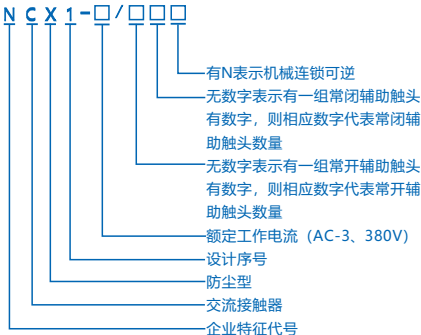 NCX1-□/□□□
有N表示机械连锁可逆
无数字表示有一组常闭辅助触头
有数字，则相应数字代表常闭辅
助触头数量
无数字表示有一组常开辅助触头
有数字，则相应数字代表常开辅
助触头数量
额定工作电流（AC-3、380V）
设计序号
防尘型
交流接触器
企业特征代号